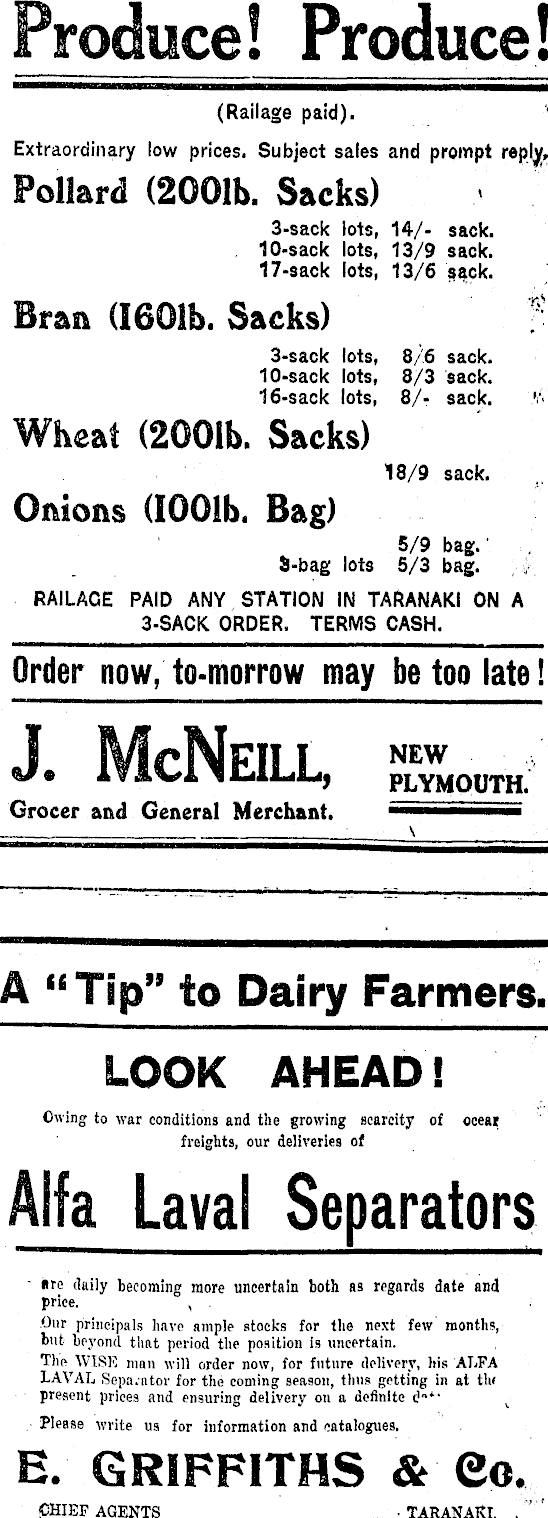 Produce! Produce!
(Railage paid).
Extraordinary low prices. Subject sales and prompt reply.
Pollard (200lb. Sacks)
3-sack lots, 14/- sack.
10-sack lots, 13/9 sack.
17-sack lots, 13/6 sack.
Bran (160lb. Sacks)
3-sack lots, 8/6 sack.
10-sack lots, 8/3 sack.
16-sack lots, 8/- sack.
Wheat (200lb. Sacks)
18/9 sack.
Onions (100lb. Bag)
5/9 bag.
3-bag lots 5/3 bag.
RAILAGE PAID ANY STATION IN TARANAKI ON A
3-SACK ORDER. TERMS CASH.
Order now, to-morrow may be too late!
J. McNEILL,
NEW
PLYMOUTH.
Grocer and General Merchant.
A "Tip" to Dairy Farmers.
LOOK AHEAD!
Owing to war conditions and the growing scarcity of ocean
freights, our deliveries of
Alfa Laval Separators
are daily becoming more uncertain both as regards date and
price.
Our principals have ample stocks for the next few months,
but beyond that period the position is uncertain.
The WISE man will order now, for future delivery, his ALFA
LAVAL Separator for the coming season, thus getting in at the
present prices and ensuring delivery on a definite
Please write us for information and catalogues.
E. GRIFFITHS & Co.
CHIEF AGENTS TARANAKI.